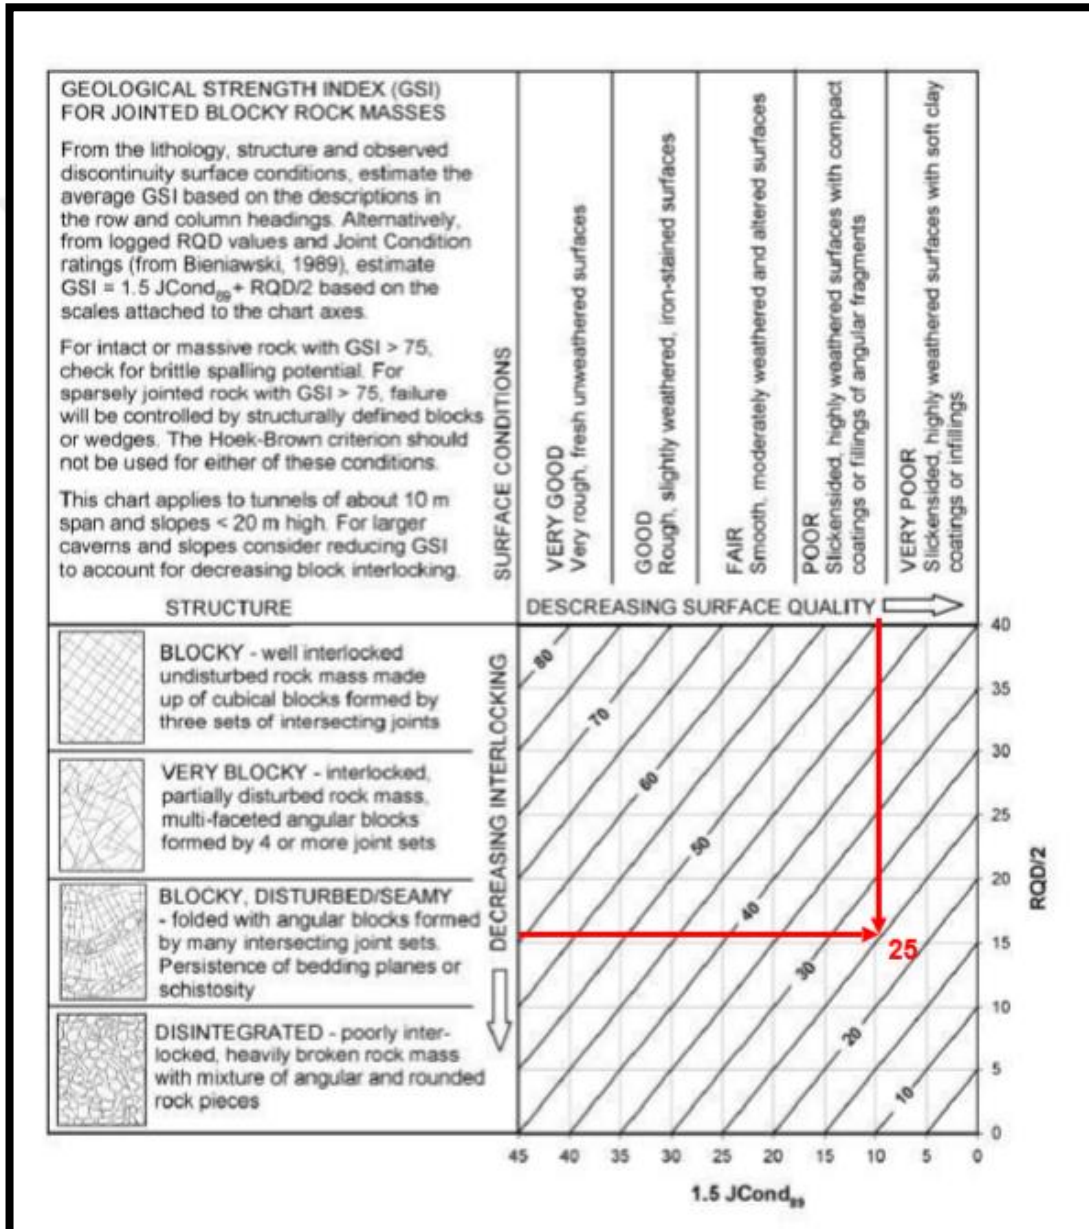 GEOLOGICAL STRENGTH INDEX (GSI)
FOR JOINTED BLOCKY ROCK MASSES
From the lithology, structure and observed
discontinuity surface conditions, estimate the
average GSI based on the descriptions in
the row and column headings. Alternatively,
from logged RQD values and Joint Condition
ratings (from Bieniawski, 1989), estimate
GSI = 1.5 JCond89 + RQD/2 based on the
scales attached to the chart axes.
For intact or massive rock with GSI > 75,
check for brittle spalling potential. For
sparsely jointed rock with GSI > 75, failure
will be controlled by structurally defined blocks
or wedges. The Hoek-Brown criterion should
not be used for either of these conditions.
This chart applies to tunnels of about 10 m
span and slopes < 20 m high. For larger
caverns and slopes consider reducing GSI
to account for decreasing block interlocking.
STRUCTURE
SURFACE CONDITIONS
VERY GOOD
Very rough, fresh unweathered surfaces
GOOD
Rough, slightly weathered, iron-stained surfaces
FAIR
Smooth, moderately weathered and altered surfaces
POOR
Slickensided, highly weathered surfaces with compact
coatings or fillings of angular fragments
VERY POOR
Slickensided, highly weathered surfaces with soft clay
coatings or infillings
DESCREASING SURFACE QUALITY
BLOCKY - well interlocked
undisturbed rock mass made
up of cubical blocks formed by
three sets of intersecting joints
VERY BLOCKY - interlocked,
partially disturbed rock mass,
multi-faceted angular blocks
formed by 4 or more joint sets
BLOCKY, DISTURBED/SEAMY
- folded with angular blocks formed
by many intersecting joint sets.
Persistence of bedding planes or
schistosity
DISINTEGRATED - poorly inter-
locked, heavily broken rock mass
with mixture of angular and rounded
rock pieces
DECREASING INTERLOCKING
80
70
60
50
40
30
20
10
25
40
35
30
25
20
15
10
5
0
RQD/2
45 40 35 30 25 20 15 10 5 0
1.5 JCond89